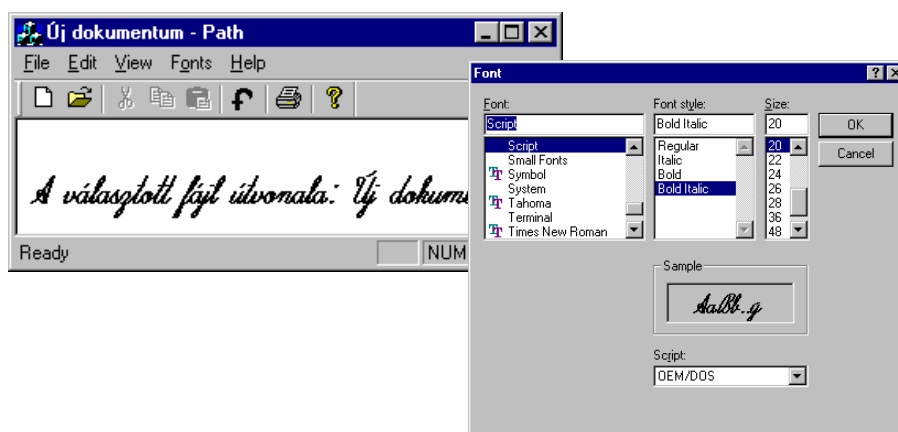 Új dokumentum - Path
File Edit View Fonts Help
A választott fájl útvonala: Új
Ready
NUM
Font
Font:
Script
Script
Small Fonts
Symbol
System
Tahoma
Terminal
Times New Roman
Font style:
Bold Italic
Regular
Italic
Bold
Bold Italic
Size:
20
20
22
24
26
28
36
48
OK
Cancel
Sample
AaBb..g
Script:
OEM/DOS